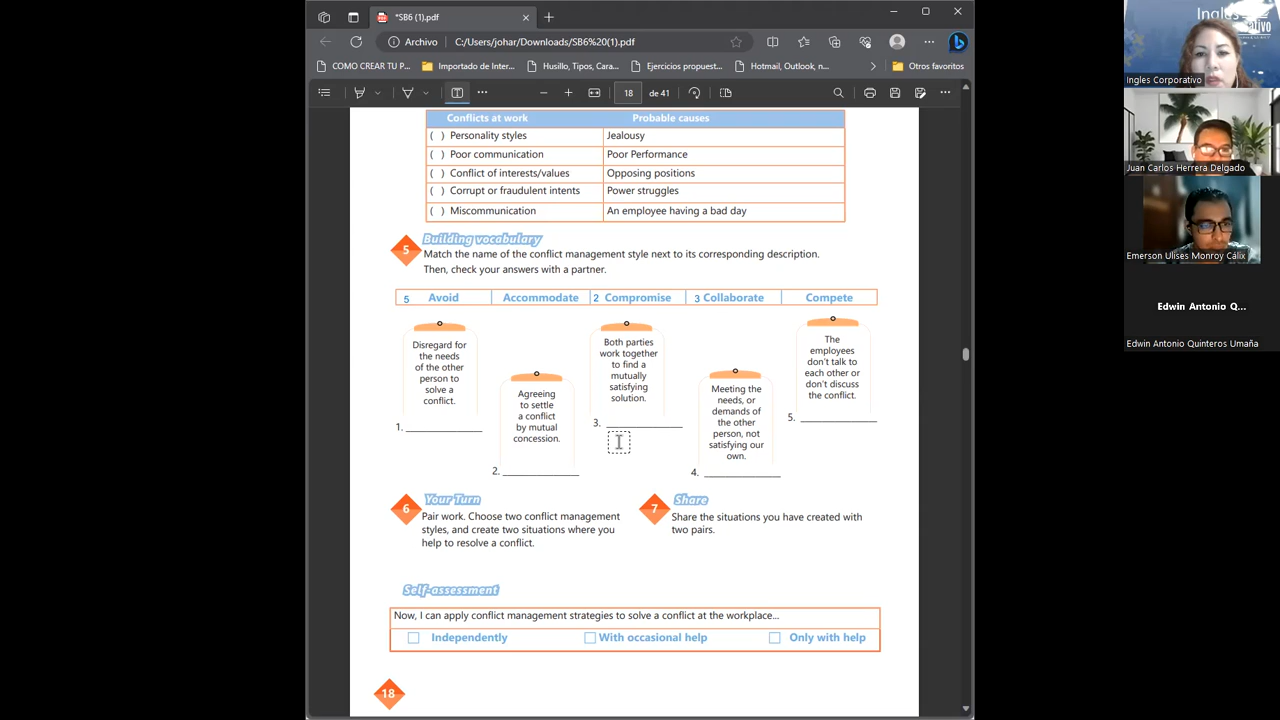 *SB6 (1).pdf
Archivo
C:/Users/johar/Downloads/SB6%20(1).pdf
COMO CREAR TU P...
Importado de Inter...
Husillo, Tipos, Cara...
Ejercicios propuest...
Hotmail, Outlook, n...
Otros favoritos
18 de 41
Conflicts at work Probable causes
( ) Personality styles Jealousy
( ) Poor communication Poor Performance
( ) Conflict of interests/values Opposing positions
( ) Corrupt or fraudulent intents Power struggles
( ) Miscommunication An employee having a bad day
5 Building vocabulary
Match the name of the conflict management style next to its corresponding description.
Then, check your answers with a partner.
5 Avoid Accommodate 2 Compromise 3 Collaborate Compete
Disregard for
the needs
of the other
person to
solve a
conflict.
1. ______________
Agreeing
to settle
a conflict
by mutual
concession.
2. ______________
Both parties
work together
to find a
mutually
satisfying
solution.
3. ______________
Meeting the
needs, or
demands of
the other
person, not
satisfying our
own.
4. ______________
The
employees
don't talk to
each other or
don't discuss
the conflict.
5. ______________
6 Your Turn
Pair work. Choose two conflict management
styles, and create two situations where you
help to resolve a conflict.
7 Share
Share the situations you have created with
two pairs.
Self-assessment
Now, I can apply conflict management strategies to solve a conflict at the workplace...
Independently With occasional help Only with help
18
Ingles Corporativo
Juan Carlos Herrera Delgado
Emerson Ulises Monroy Cálix
Edwin Antonio Q...
Edwin Antonio Quinteros Umaña